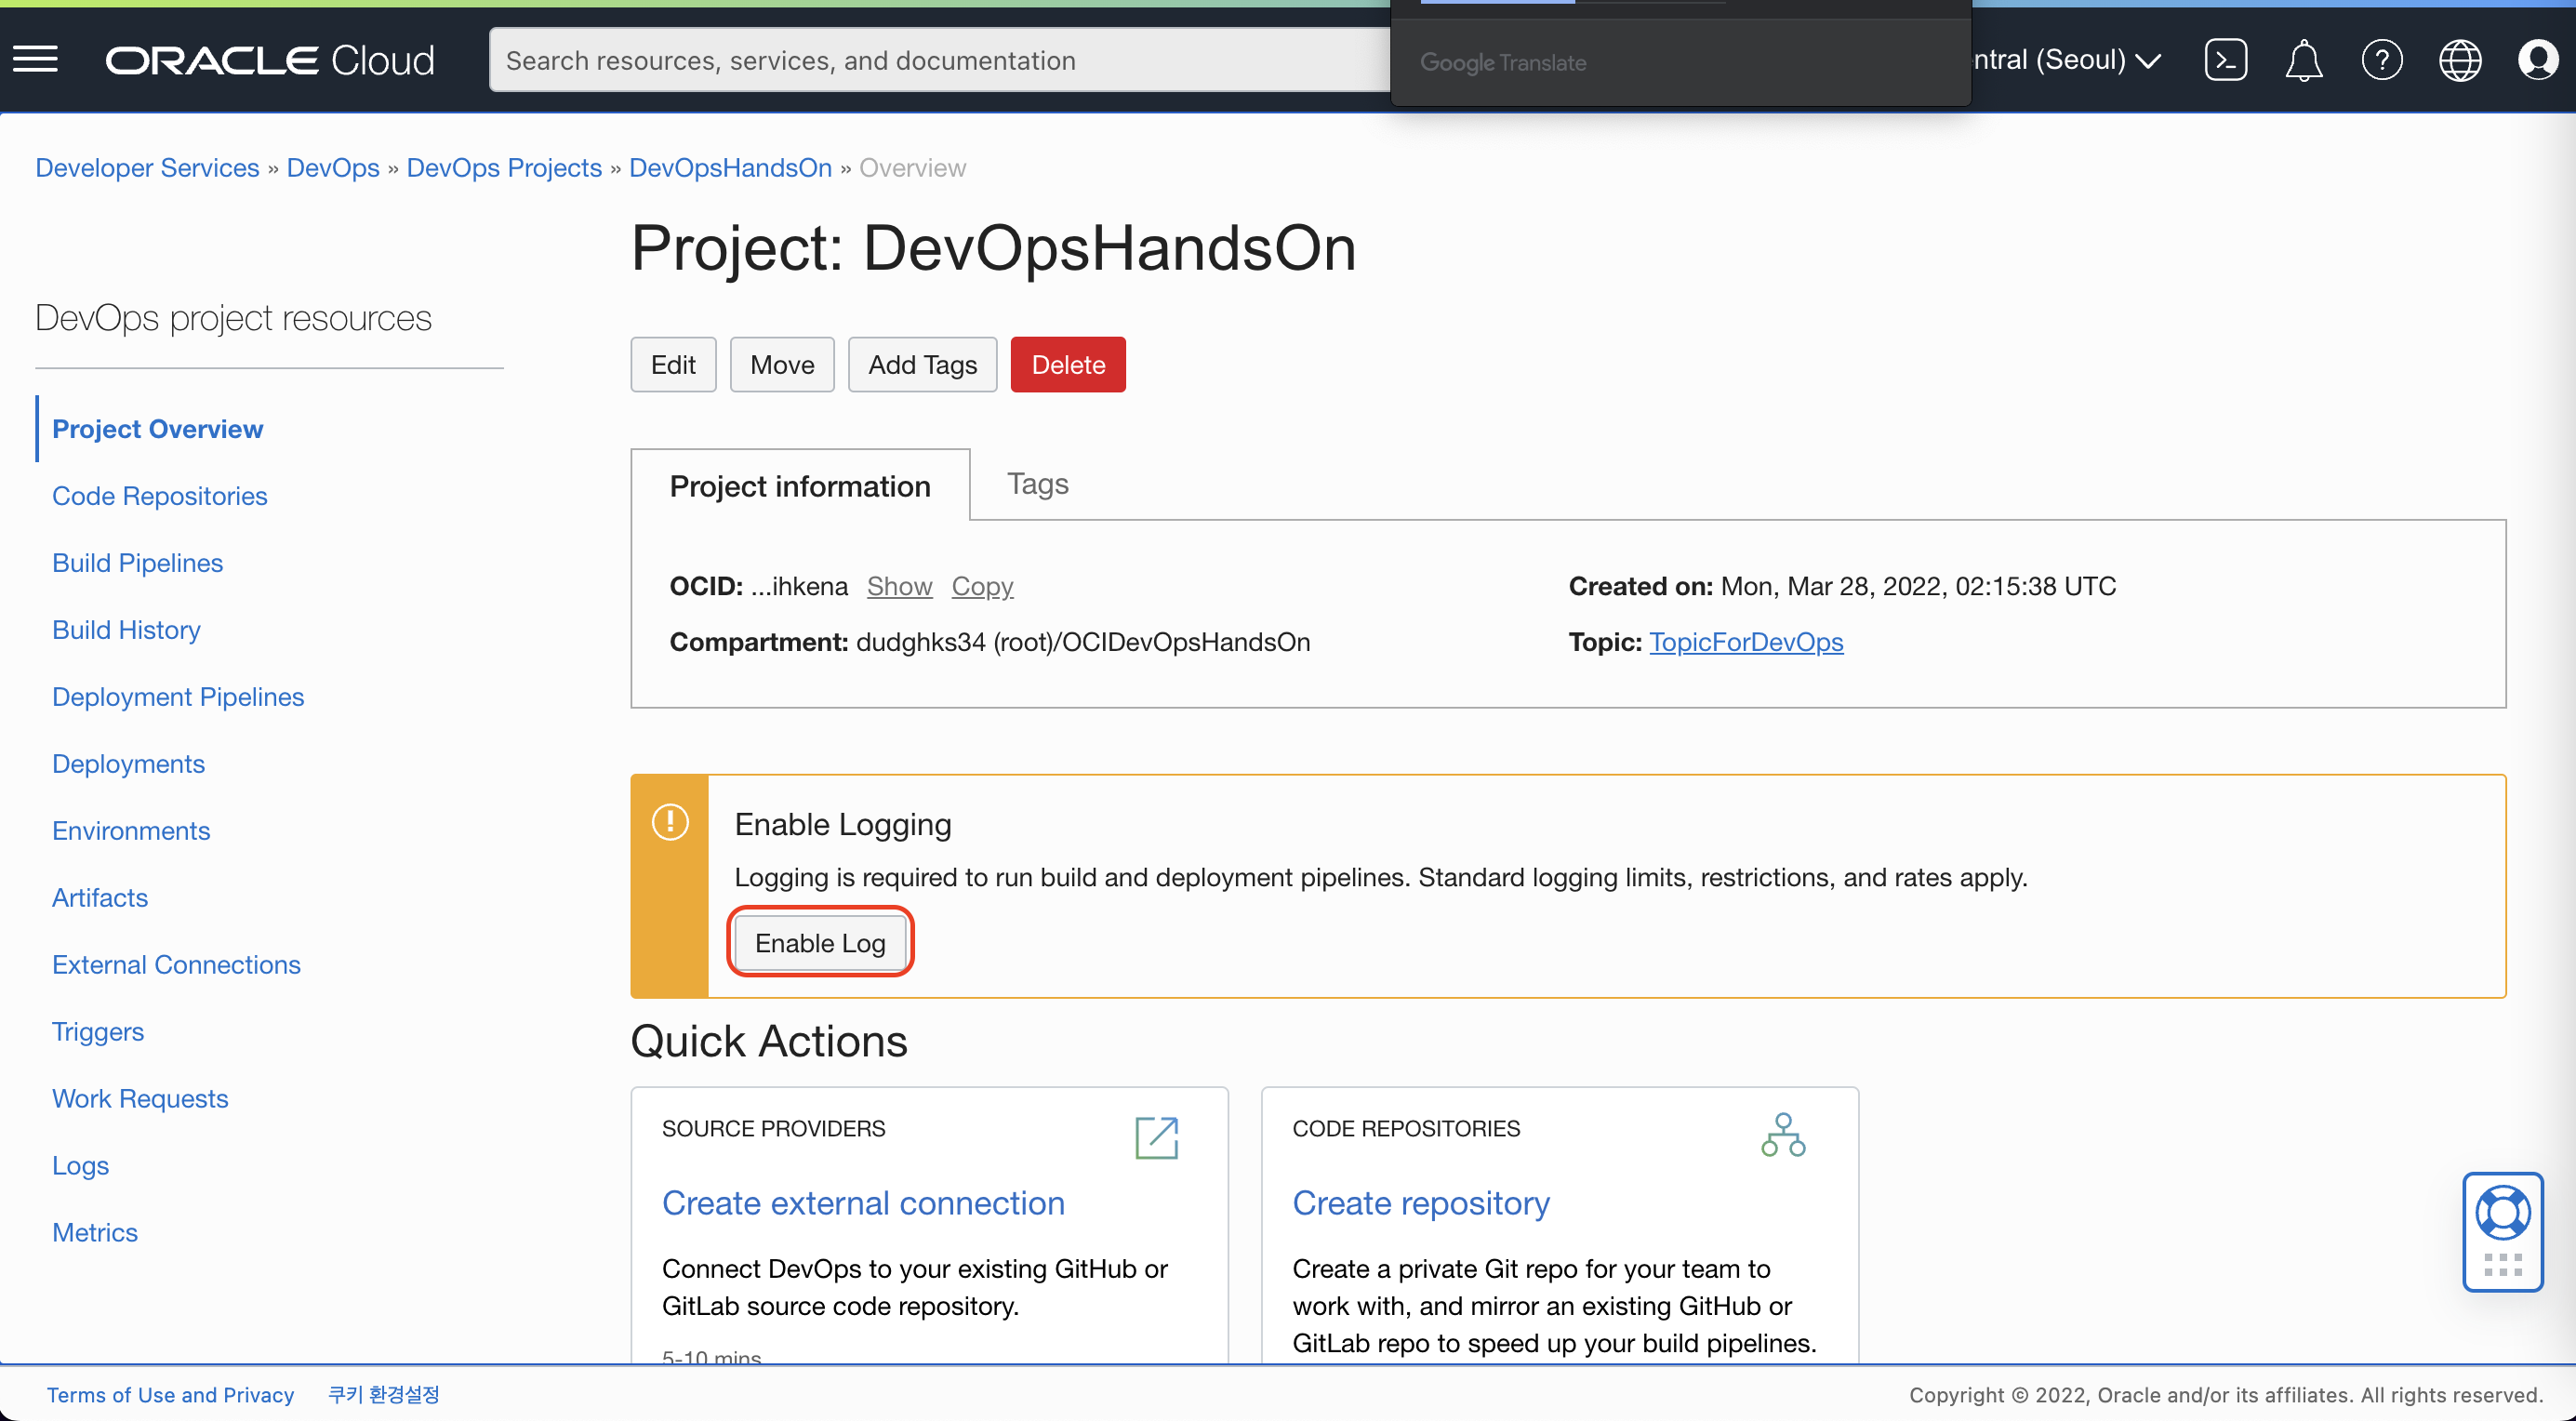 ORACLE Cloud
Search resources, services, and documentation
Google Translate
ntral (Seoul)
Developer Services » DevOps » DevOps Projects » DevOpsHandsOn » Overview
Project: DevOpsHandsOn
DevOps project resources
Edit Move Add Tags Delete
Project Overview
Code Repositories
Build Pipelines
Build History
Deployment Pipelines
Deployments
Environments
Artifacts
External Connections
Triggers
Work Requests
Logs
Metrics
Project information Tags
OCID: ...ihkena Show Copy
Compartment: dudghks34 (root)/OCIDevOpsHandsOn
Created on: Mon, Mar 28, 2022, 02:15:38 UTC
Topic: TopicForDevOps
Enable Logging
Logging is required to run build and deployment pipelines. Standard logging limits, restrictions, and rates apply.
Enable Log
Quick Actions
SOURCE PROVIDERS
Create external connection
Connect DevOps to your existing GitHub or
GitLab source code repository.
5-10 mins
CODE REPOSITORIES
Create repository
Create a private Git repo for your team to
work with, and mirror an existing GitHub or
GitLab repo to speed up your build pipelines.
Terms of Use and Privacy 쿠키 환경설정
Copyright © 2022, Oracle and/or its affiliates. All rights reserved.